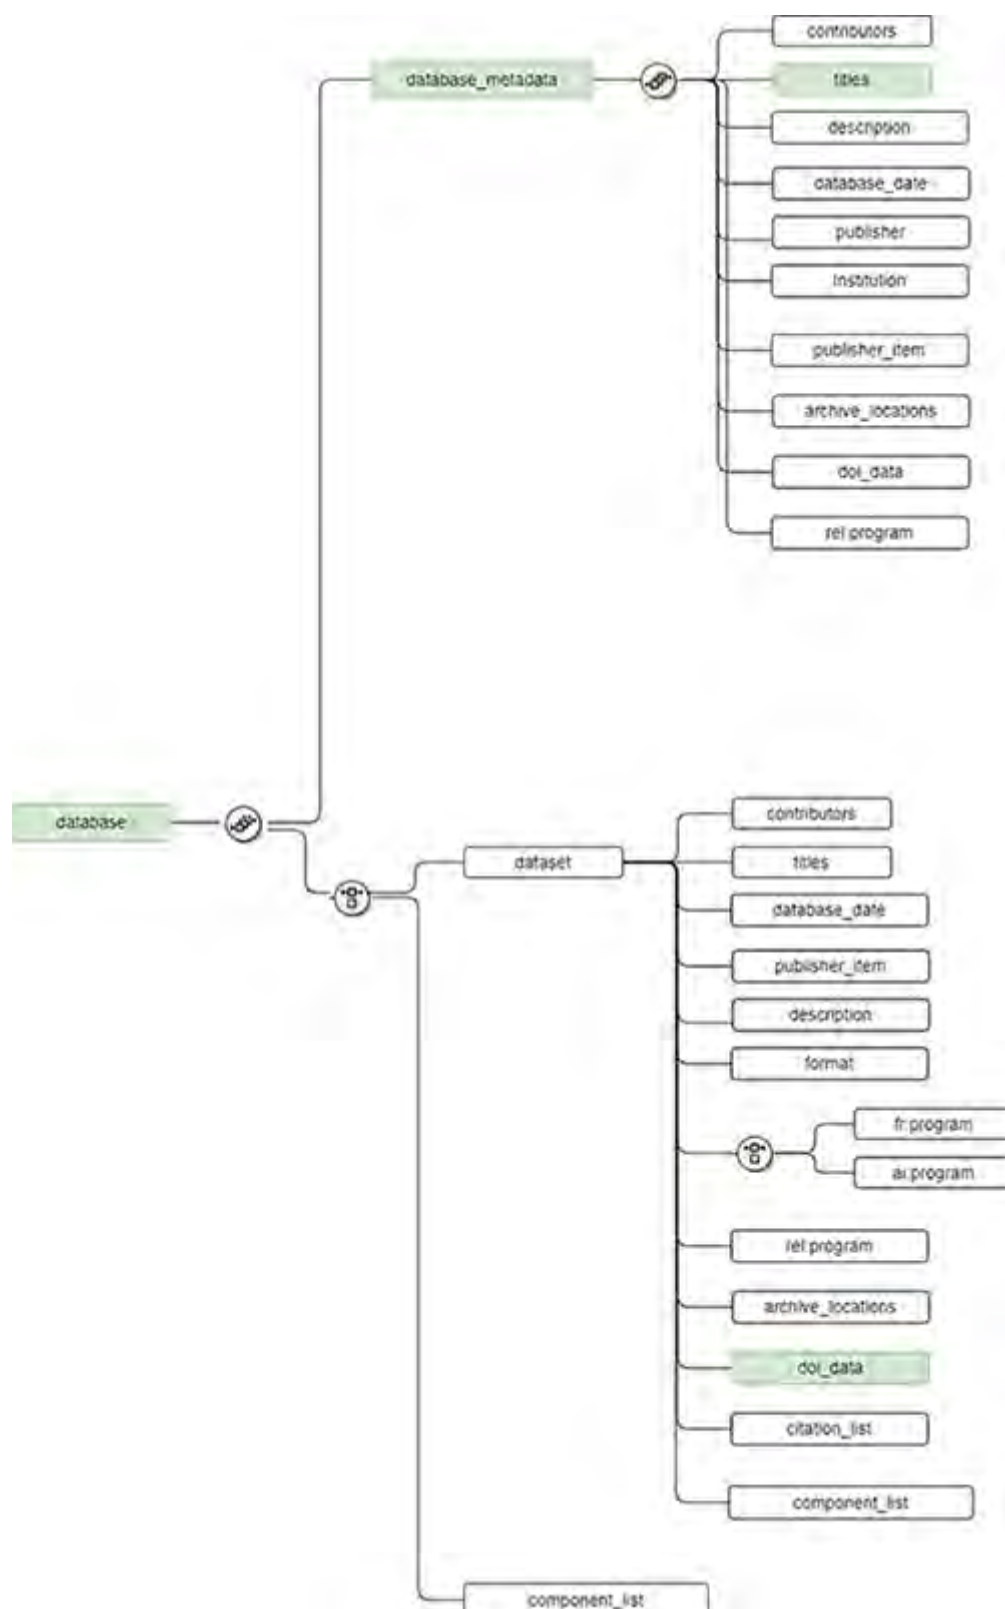 contributors
titles
database_metadata
description
database_date
publisher
institution
publisher_item
archive_locations
doi_data
rel:program
database
contributors
titles
dataset
database_date
publisher_item
description
format
fr:program
ai:program
rel:program
archive_locations
doi_data
citation_list
component_list
component_list